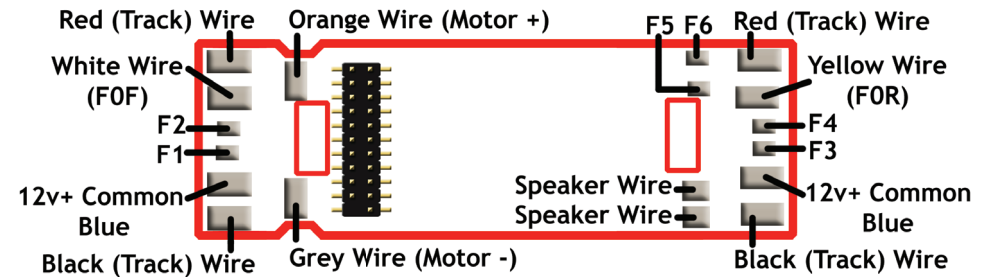 Red (Track) Wire
Orange Wire (Motor +)
F5 F6
Red (Track) Wire
White Wire
(F0F)
Yellow Wire
(F0R)
F2
F4
F1
F3
12v+ Common
Blue
Speaker Wire
Speaker Wire
12v+ Common
Blue
Black (Track) Wire
Grey Wire (Motor -)
Black (Track) Wire